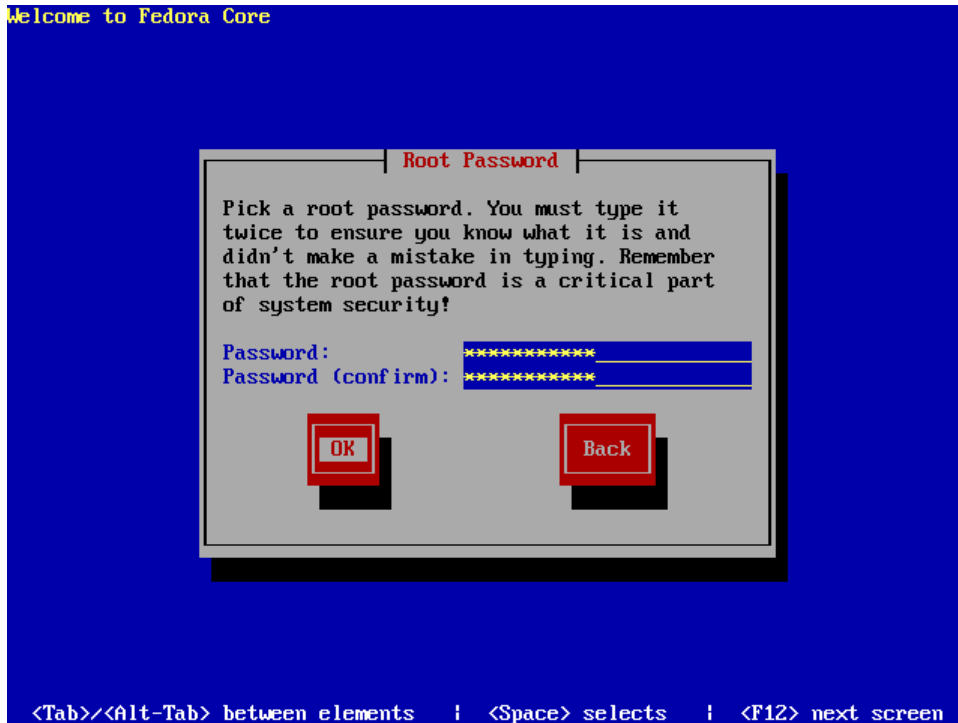 Welcome to Fedora Core
Root Password
Pick a root password. You must type it
twice to ensure you know what it is and
didn't make a mistake in typing. Remember
that the root password is a critical part
of system security!
Password: ***********
Password (confirm): ***********
OK Back
<Tab>/<Alt-Tab> between elements | <Space> selects | <F12> next screen